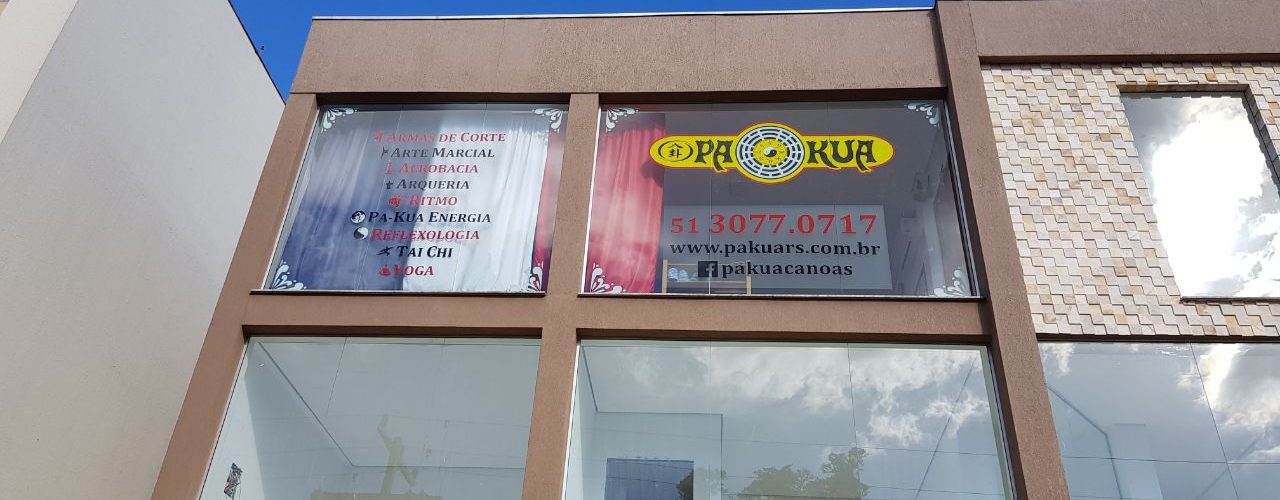 ARMAS DE CORTE
ARTE MARCIAL
ACROBACIA
ARQUERIA
RITMO
PA-KUA ENERGIA
REFLEXOLOGIA
TAI CHI
YOGA
PA KUA
51 3077.0717
www.pakuars.com.br
pakuacanoas